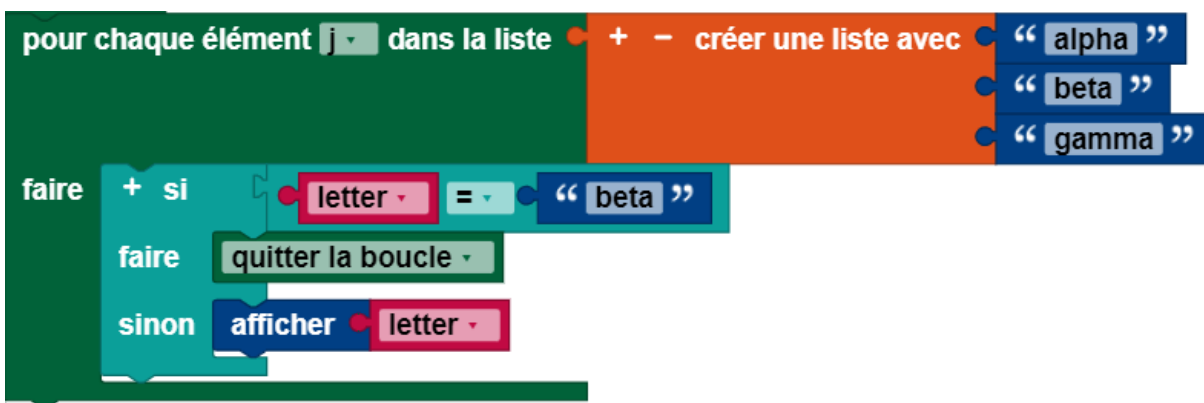 pour chaque élément j dans la liste + - créer une liste avec “ alpha ”
“ beta ”
“ gamma ”
faire + si letter = “ beta ”
faire quitter la boucle
sinon afficher letter